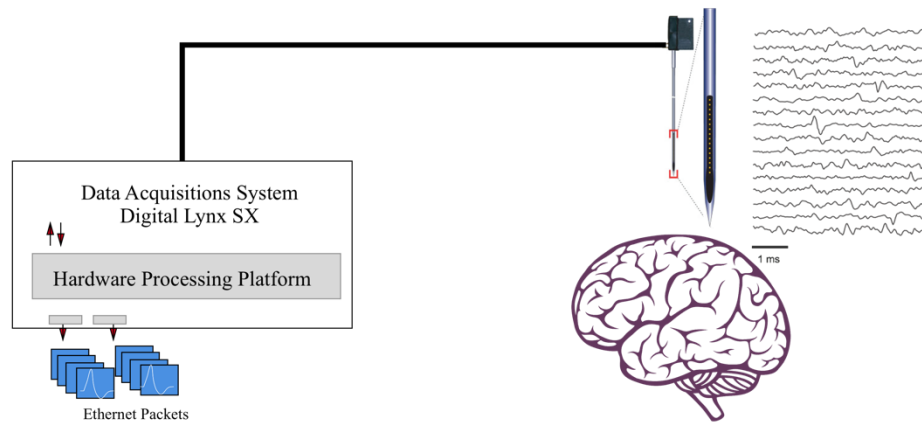 Data Acquisitions System
Digital Lynx SX
Hardware Processing Platform
Ethernet Packets
1 ms